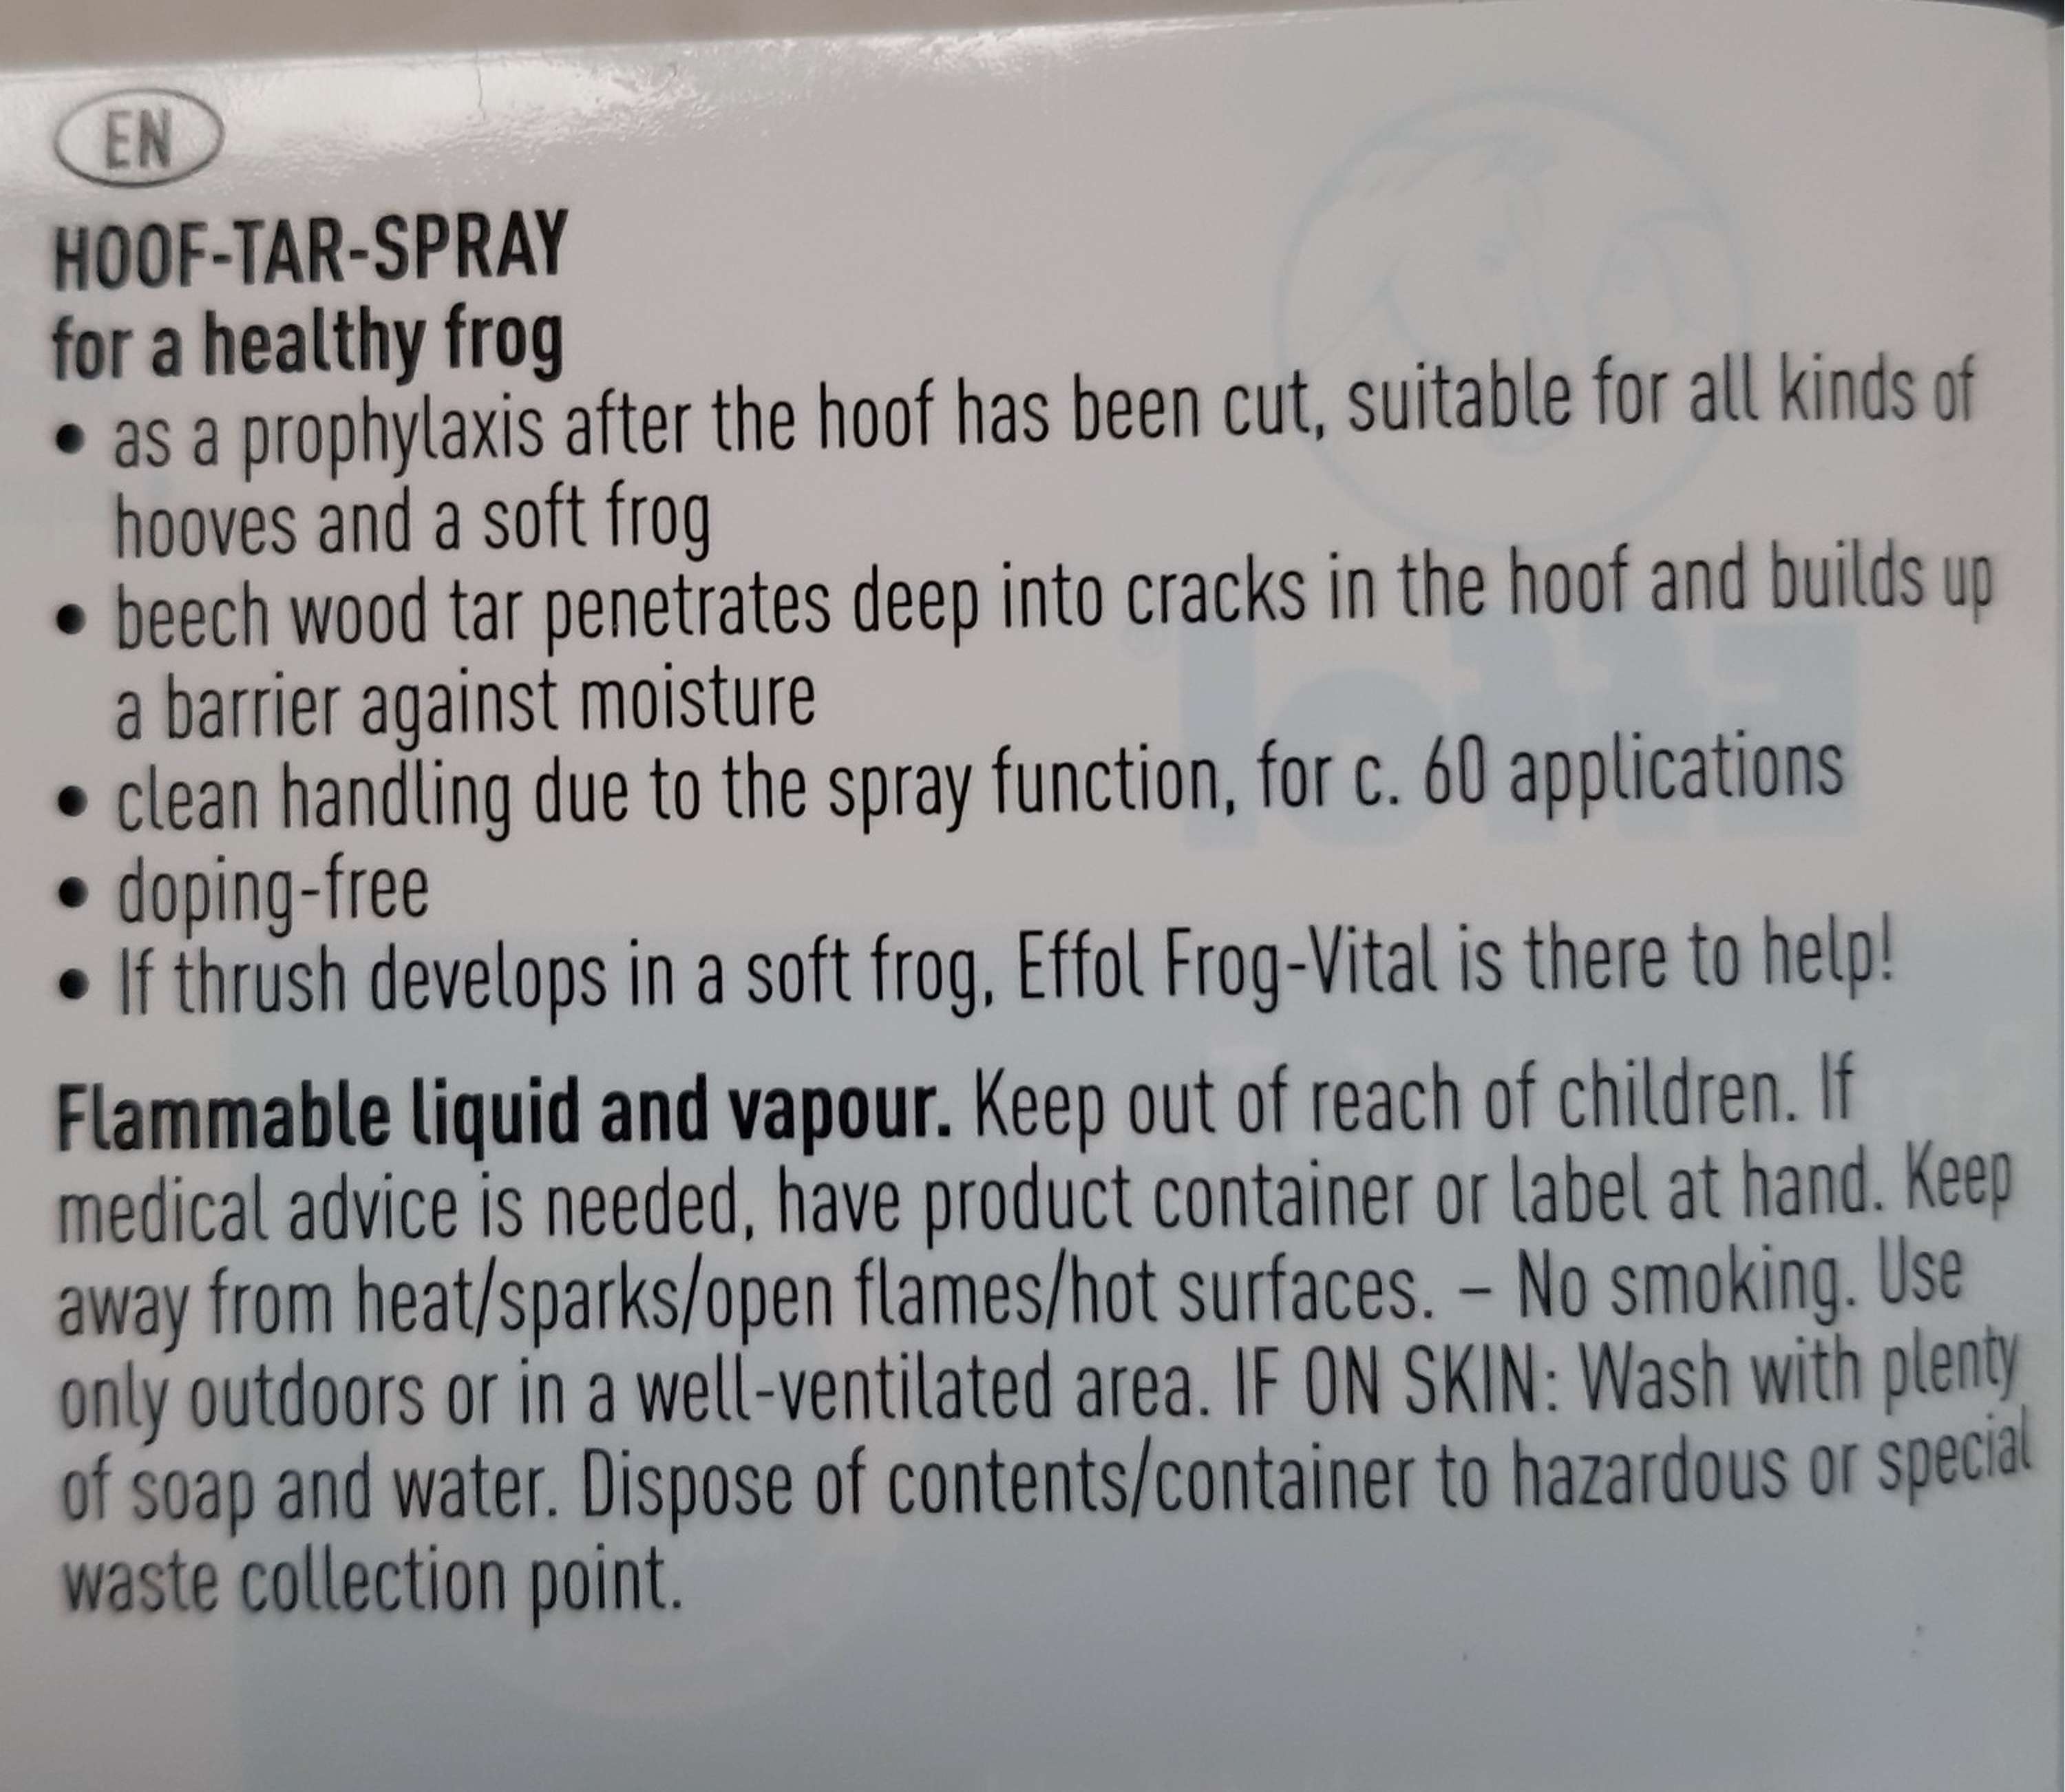 EN
HOOF-TAR-SPRAY
for a healthy frog
• as a prophylaxis after the hoof has been cut, suitable for all kinds of
hooves and a soft frog
• beech wood tar penetrates deep into cracks in the hoof and builds up
a barrier against moisture
• clean handling due to the spray function, for c. 60 applications
• doping-free
• If thrush develops in a soft frog, Effol Frog-Vital is there to help!
Flammable liquid and vapour. Keep out of reach of children. If
medical advice is needed, have product container or label at hand. Keep
away from heat/sparks/open flames/hot surfaces. – No smoking. Use
only outdoors or in a well-ventilated area. IF ON SKIN: Wash with plenty
of soap and water. Dispose of contents/container to hazardous or special
waste collection point.
Effol